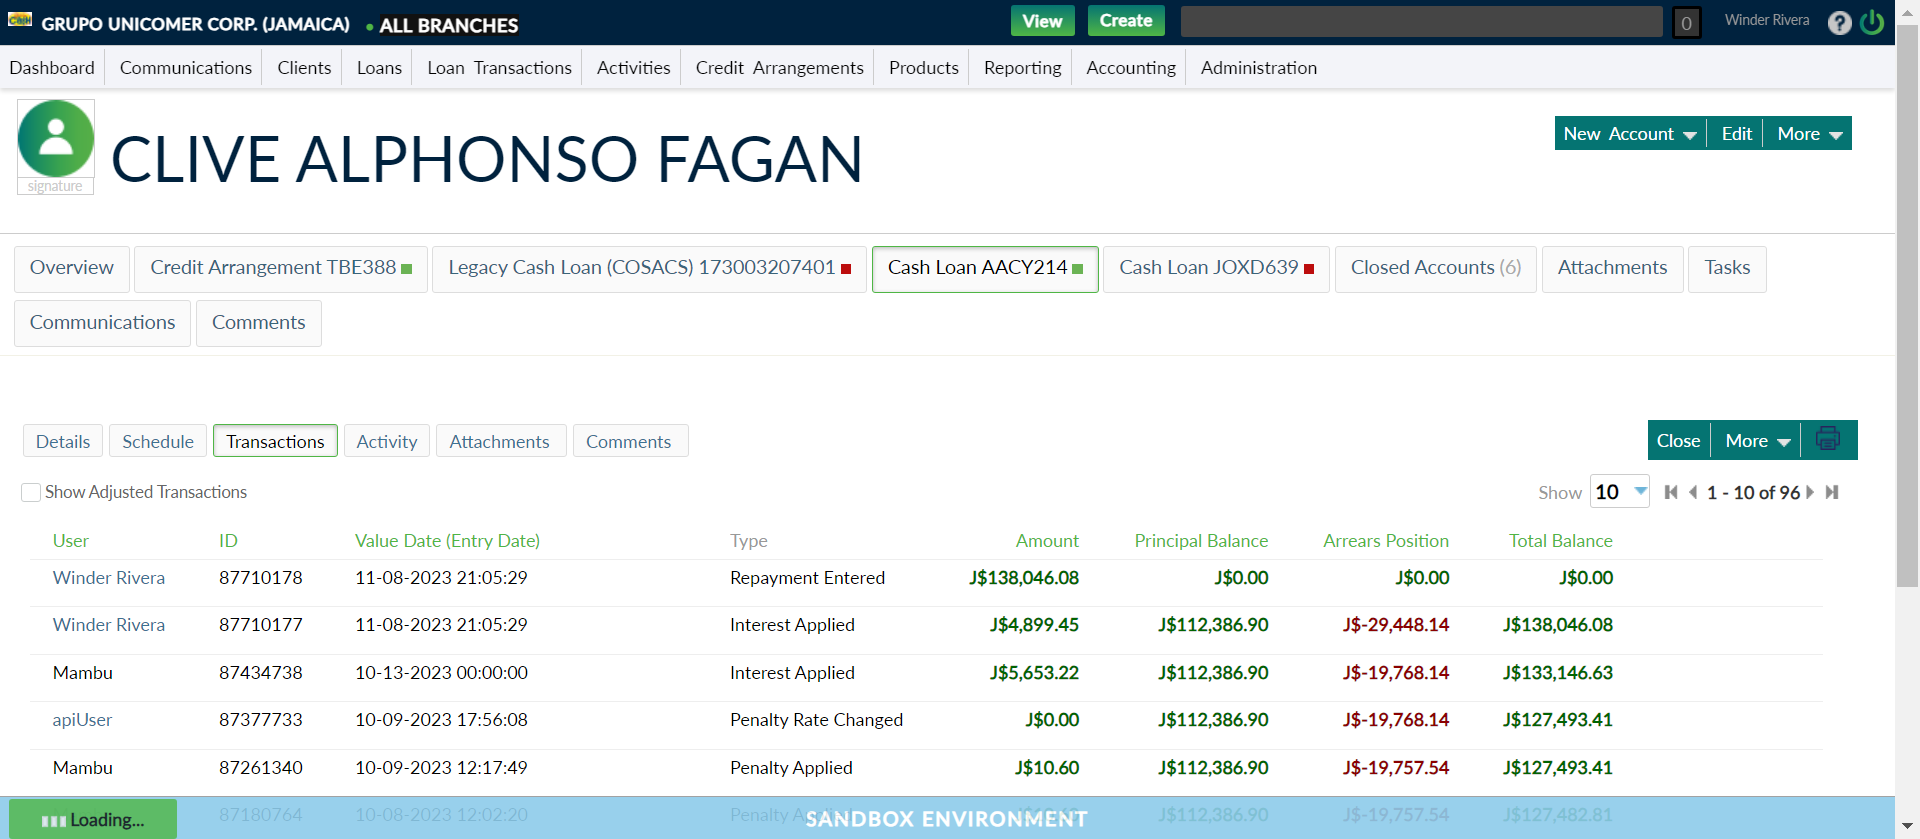 GRUPO UNICOMER CORP. (JAMAICA) • ALL BRANCHES View Create 0 Winder Rivera ?
Dashboard Communications Clients Loans Loan Transactions Activities Credit Arrangements Products Reporting Accounting Administration
CLIVE ALPHONSO FAGAN
signature
New Account Edit More
Overview Credit Arrangement TBE388 Legacy Cash Loan (COSACS) 173003207401 Cash Loan AACY214 Cash Loan JOXD639 Closed Accounts (6) Attachments Tasks
Communications Comments
Details Schedule Transactions Activity Attachments Comments Close More
Show Adjusted Transactions Show 10 1 - 10 of 96
User ID Value Date (Entry Date) Type Amount Principal Balance Arrears Position Total Balance
Winder Rivera 87710178 11-08-2023 21:05:29 Repayment Entered J$138,046.08 J$0.00 J$0.00 J$0.00
Winder Rivera 87710177 11-08-2023 21:05:29 Interest Applied J$4,899.45 J$112,386.90 J$-29,448.14 J$138,046.08
Mambu 87434738 10-13-2023 00:00:00 Interest Applied J$5,653.22 J$112,386.90 J$-19,768.14 J$133,146.63
apiUser 87377733 10-09-2023 17:56:08 Penalty Rate Changed J$0.00 J$112,386.90 J$-19,768.14 J$127,493.41
Mambu 87261340 10-09-2023 12:17:49 Penalty Applied J$10.60 J$112,386.90 J$-19,757.54 J$127,493.41
87180764 10-08-2023 12:02:20 Penalty J$112,386.90 J$-19,757.54 J$127,482.81
Loading... SANDBOX ENVIRONMENT